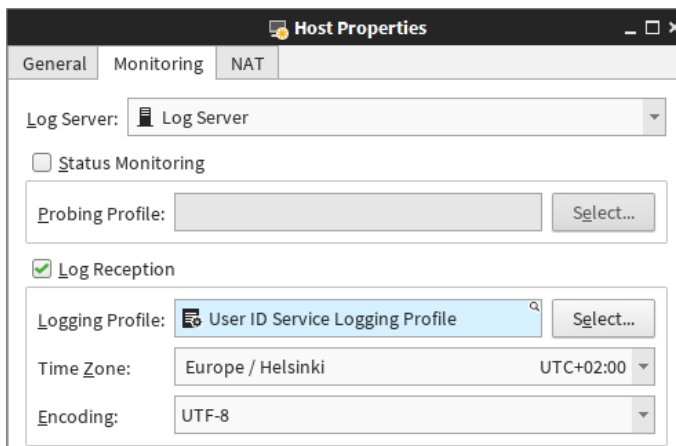 Host Properties
General Monitoring NAT
Log Server: Log Server
Status Monitoring
Probing Profile: Select...
Log Reception
Logging Profile: User ID Service Logging Profile Select...
Time Zone: Europe / Helsinki UTC+02:00
Encoding: UTF-8